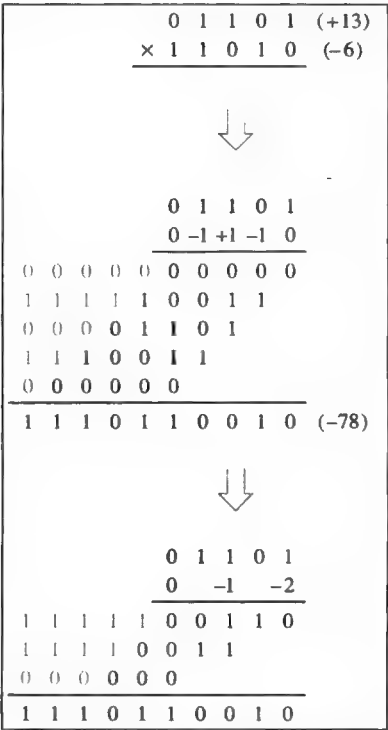 0 1 1 0 1 (+13)
× 1 1 0 1 0 (–6)
0 1 1 0 1
0 –1 +1 –1 0
0 0 0 0 0 0 0 0 0 0
1 1 1 1 1 0 0 1 1
0 0 0 0 1 1 0 1
1 1 1 0 0 1 1
0 0 0 0 0 0
1 1 1 0 1 1 0 0 1 0 (–78)
0 1 1 0 1
0 –1 –2
1 1 1 1 1 0 0 1 1 0
1 1 1 1 0 0 1 1
0 0 0 0 0 0
1 1 1 0 1 1 0 0 1 0